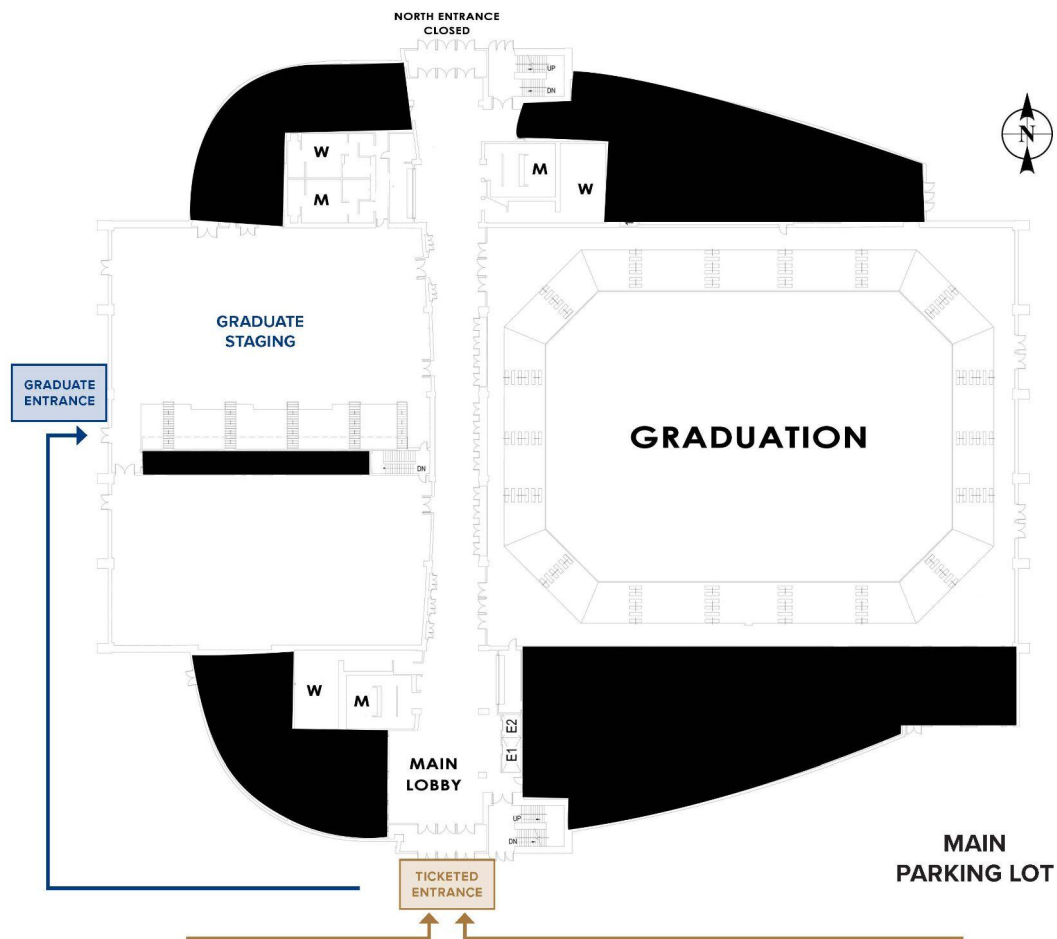 NORTH ENTRANCE
CLOSED
UP
DN
N
W
M
M
W
GRADUATE
STAGING
GRADUATE
ENTRANCE
GRADUATION
DN
W
M
E2
E1
MAIN
LOBBY
UP
DN
MAIN
PARKING LOT
TICKETED
ENTRANCE